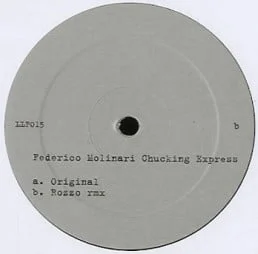 LLP015 b
Federico Molinari Chucking Express
a. Original
b. Rozzo rmx